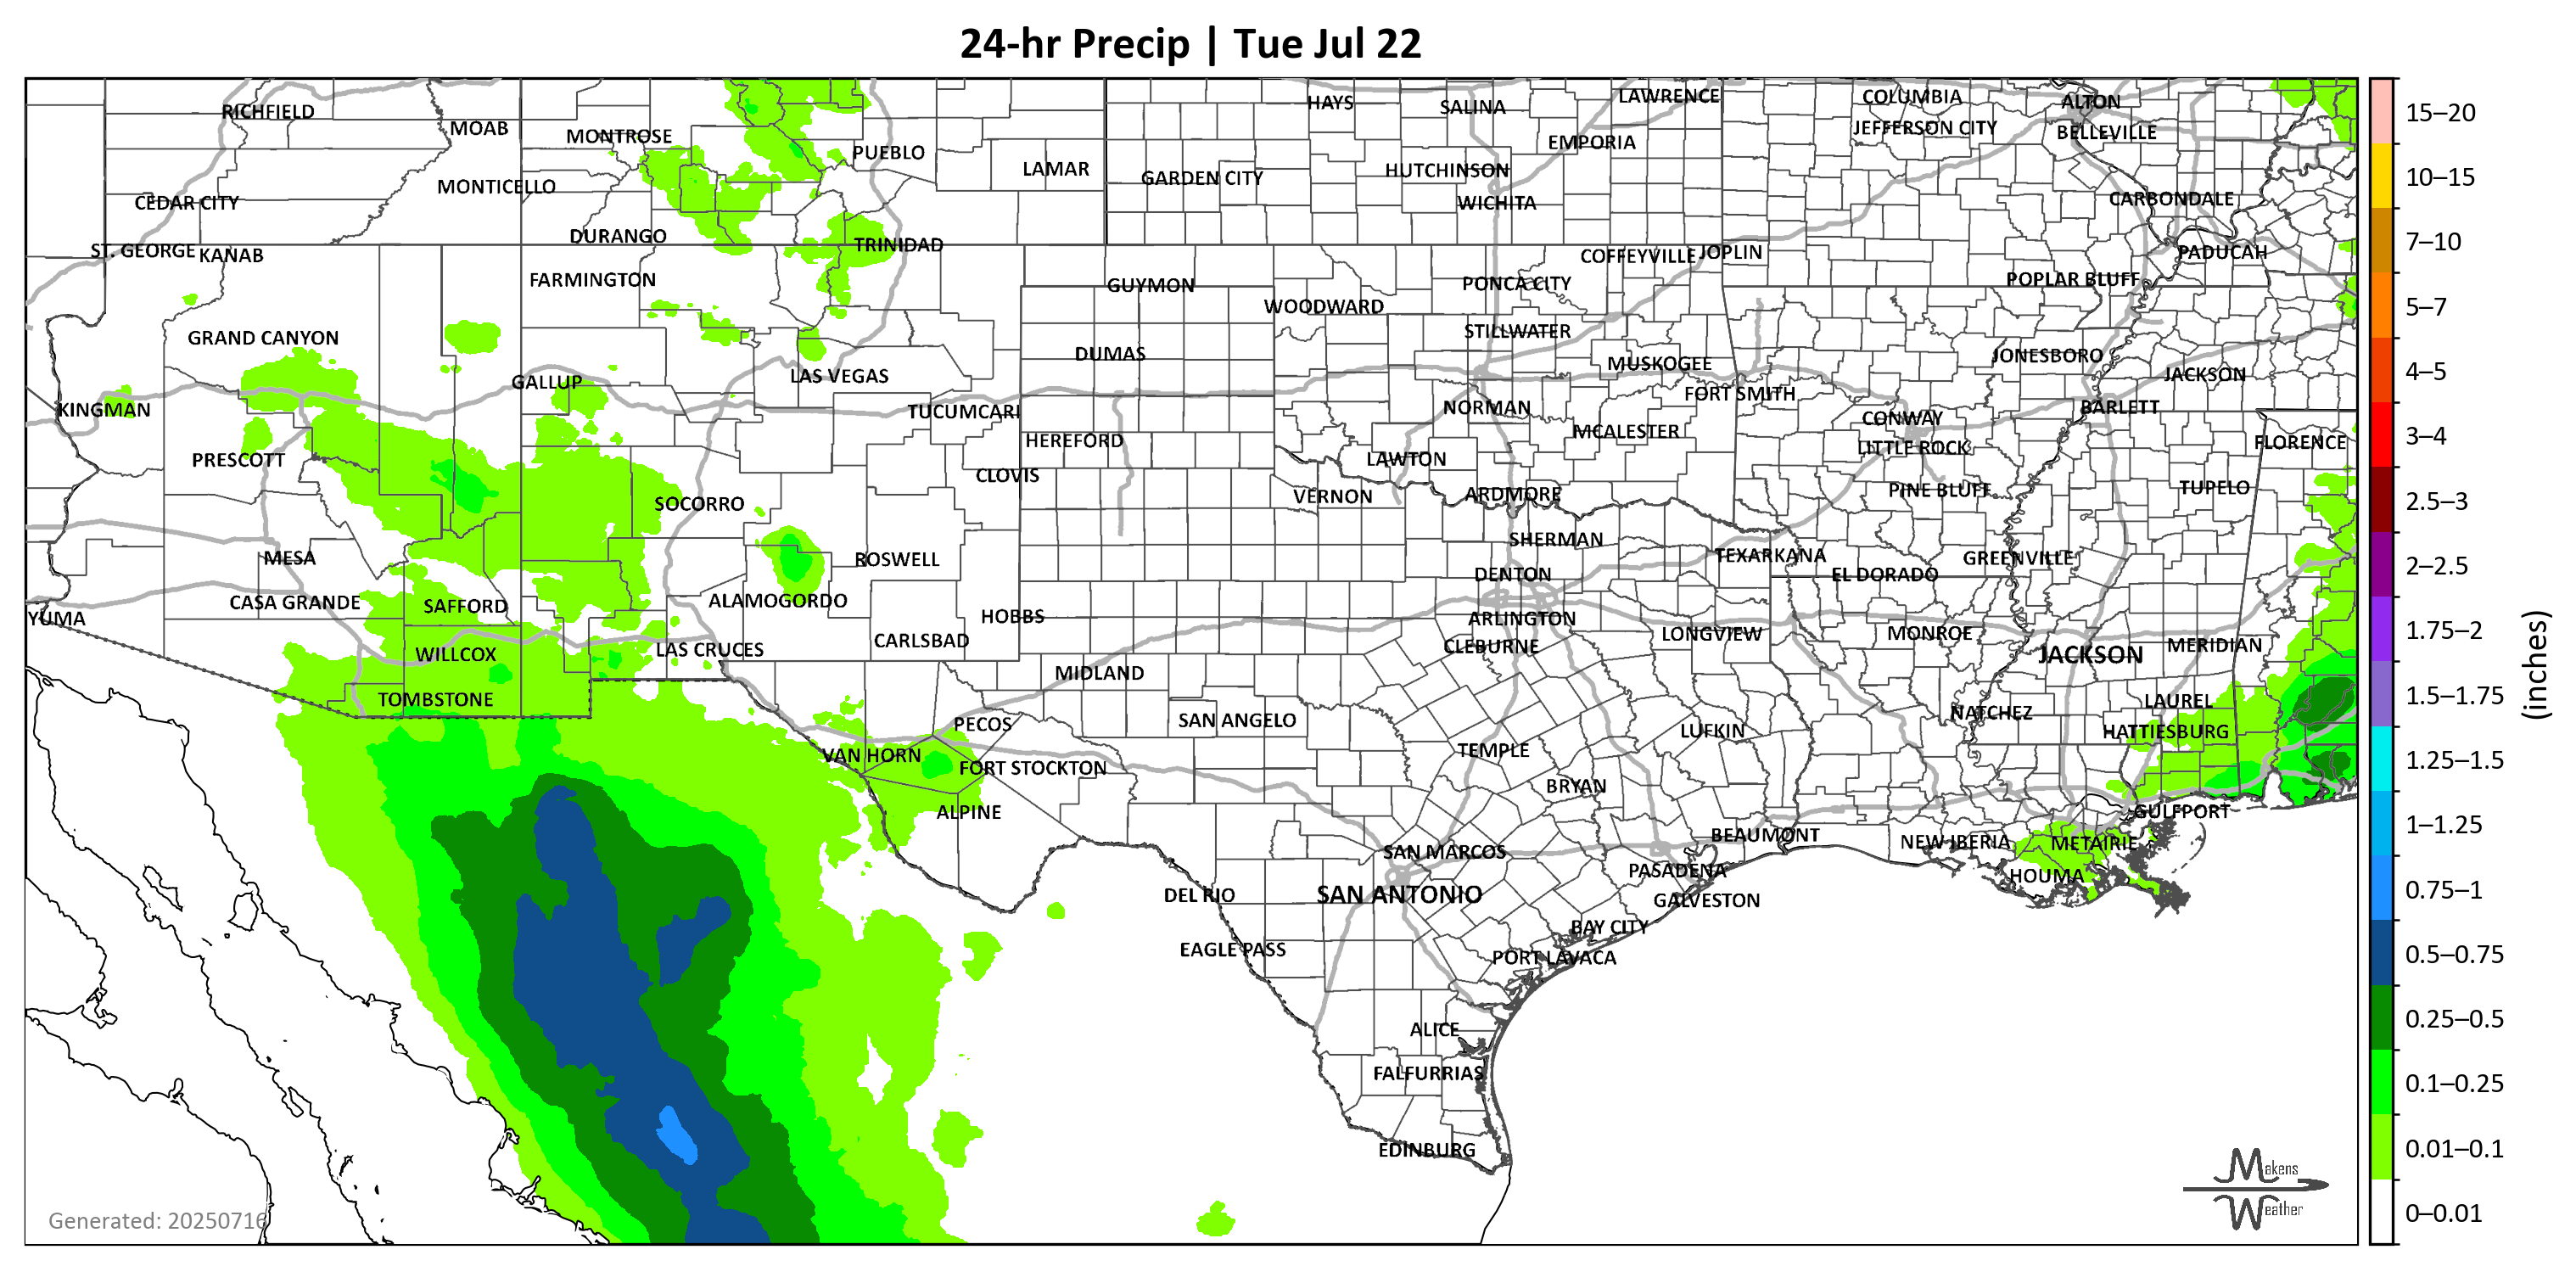 24-hr Precip | Tue Jul 22
RICHFIELD
MOAB
MONTROSE
PUEBLO
LAMAR
HAYS
SALINA
LAWRENCE
COLUMBIA
ALTON
JEFFERSON CITY
BELLEVILLE
EMPORIA
GARDEN CITY
HUTCHINSON
WICHITA
CEDAR CITY
MONTICELLO
CARBONDALE
ST. GEORGE
KANAB
DURANGO
TRINIDAD
COFFEYVILLE
JOPLIN
PADUCAH
FARMINGTON
GUYMON
WOODWARD
PONCA CITY
POPLAR BLUFF
GRAND CANYON
DUMAS
STILLWATER
MUSKOGEE
JONESBORO
JACKSON
KINGMAN
GALLUP
LAS VEGAS
TUCUMCARI
NORMAN
FORT SMITH
CONWAY
BARLETT
HEREFORD
MCALESTER
LITTLE ROCK
FLORENCE
PRESCOTT
CLOVIS
LAWTON
SOCORRO
VERNON
ARDMORE
PINE BLUFF
TUPELO
MESA
ROSWELL
SHERMAN
TEXARKANA
GREENVILLE
DENTON
EL DORADO
YUMA
CASA GRANDE
SAFFORD
ALAMOGORDO
HOBBS
ARLINGTON
CLEBURNE
LONGVIEW
MONROE
JACKSON
MERIDIAN
WILLCOX
LAS CRUCES
CARLSBAD
MIDLAND
TOMBSTONE
PECOS
SAN ANGELO
LUFKIN
NATCHEZ
LAUREL
HATTIESBURG
VAN HORN
FORT STOCKTON
TEMPLE
BRYAN
ALPINE
GULFPORT
SAN MARCOS
BEAUMONT
NEW IBERIA
METAIRIE
PASADENA
HOUMA
DEL RIO
SAN ANTONIO
GALVESTON
EAGLE PASS
BAY CITY
PORT LAVACA
ALICE
FALFURRIAS
EDINBURG
Generated: 20250716
Makens
Weather
15–20
10–15
7–10
5–7
4–5
3–4
2.5–3
2–2.5
1.75–2
1.5–1.75
1.25–1.5
1–1.25
0.75–1
0.5–0.75
0.25–0.5
0.1–0.25
0.01–0.1
0–0.01
(inches)